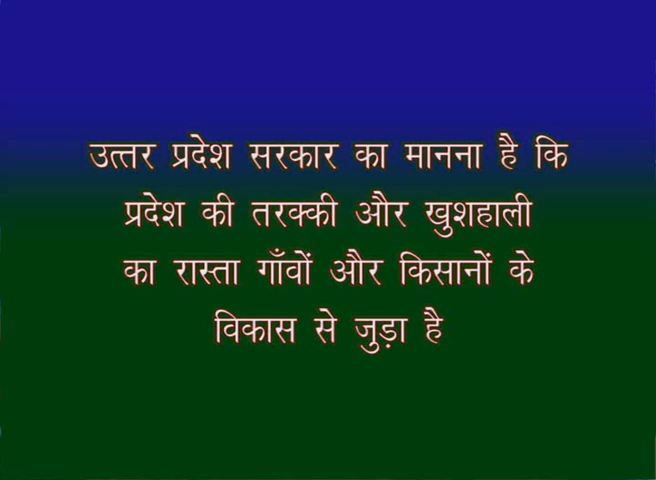 उत्तर प्रदेश सरकार का मानना है कि
प्रदेश की तरक्की और खुशहाली
का रास्ता गाँवों और किसानों के
विकास से जुड़ा है